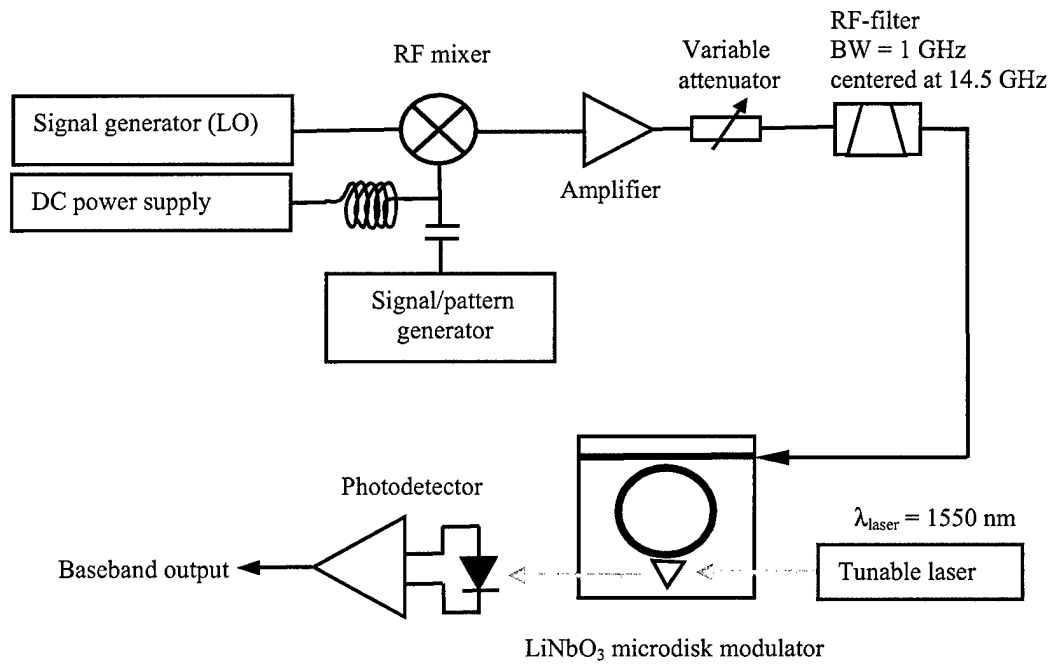 RF-filter
BW = 1 GHz
centered at 14.5 GHz
Variable
attenuator
RF mixer
Signal generator (LO)
DC power supply
Amplifier
Signal/pattern
generator
Photodetector
λlaser = 1550 nm
Baseband output
Tunable laser
LiNbO3 microdisk modulator